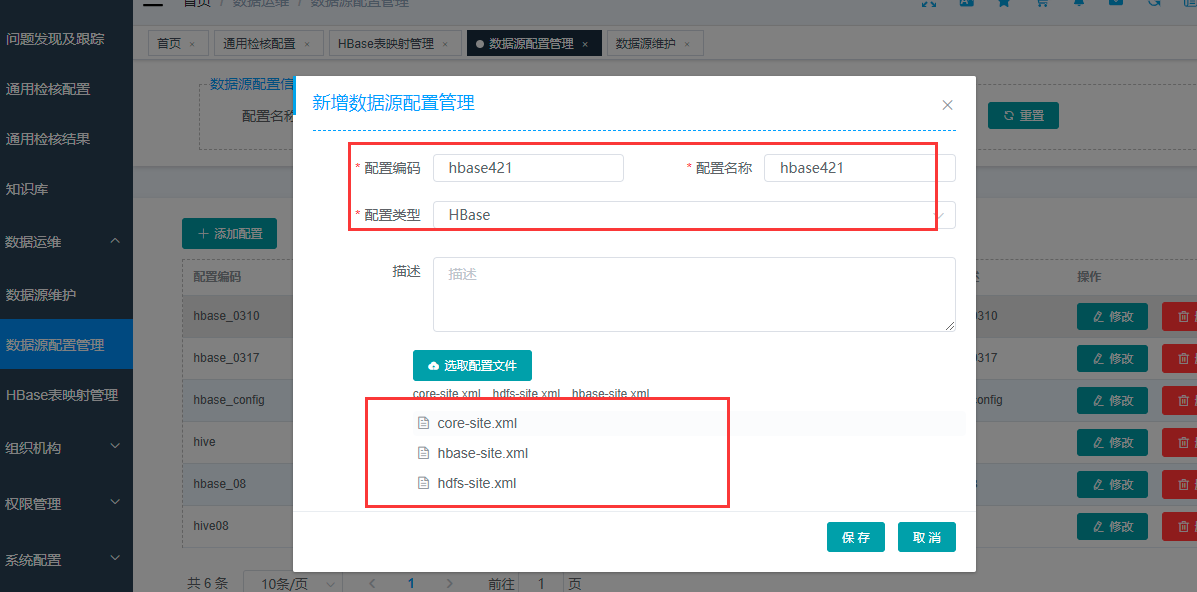 首页 / 数据运维 / 数据源配置管理
问题发现及跟踪
通用检核配置
通用检核结果
知识库
数据运维
数据源维护
数据源配置管理
HBase表映射管理
组织机构
权限管理
系统配置
首页 ×
通用检核配置 ×
HBase表映射管理 ×
数据源配置管理 ×
数据源维护 ×
数据源配置信
配置名称
重置
添加配置
配置编码
操作
hbase_0310
0310
修改
hbase_0317
0317
修改
hbase_config
config
修改
hive
修改
hbase_08
修改
hive08
修改
共 6 条
10条/页
1
前往
1
页
新增数据源配置管理
* 配置编码
hbase421
* 配置名称
hbase421
* 配置类型
HBase
描述
描述
选取配置文件
core-site.xml、hdfs-site.xml、hbase-site.xml
core-site.xml
hbase-site.xml
hdfs-site.xml
保存
取消